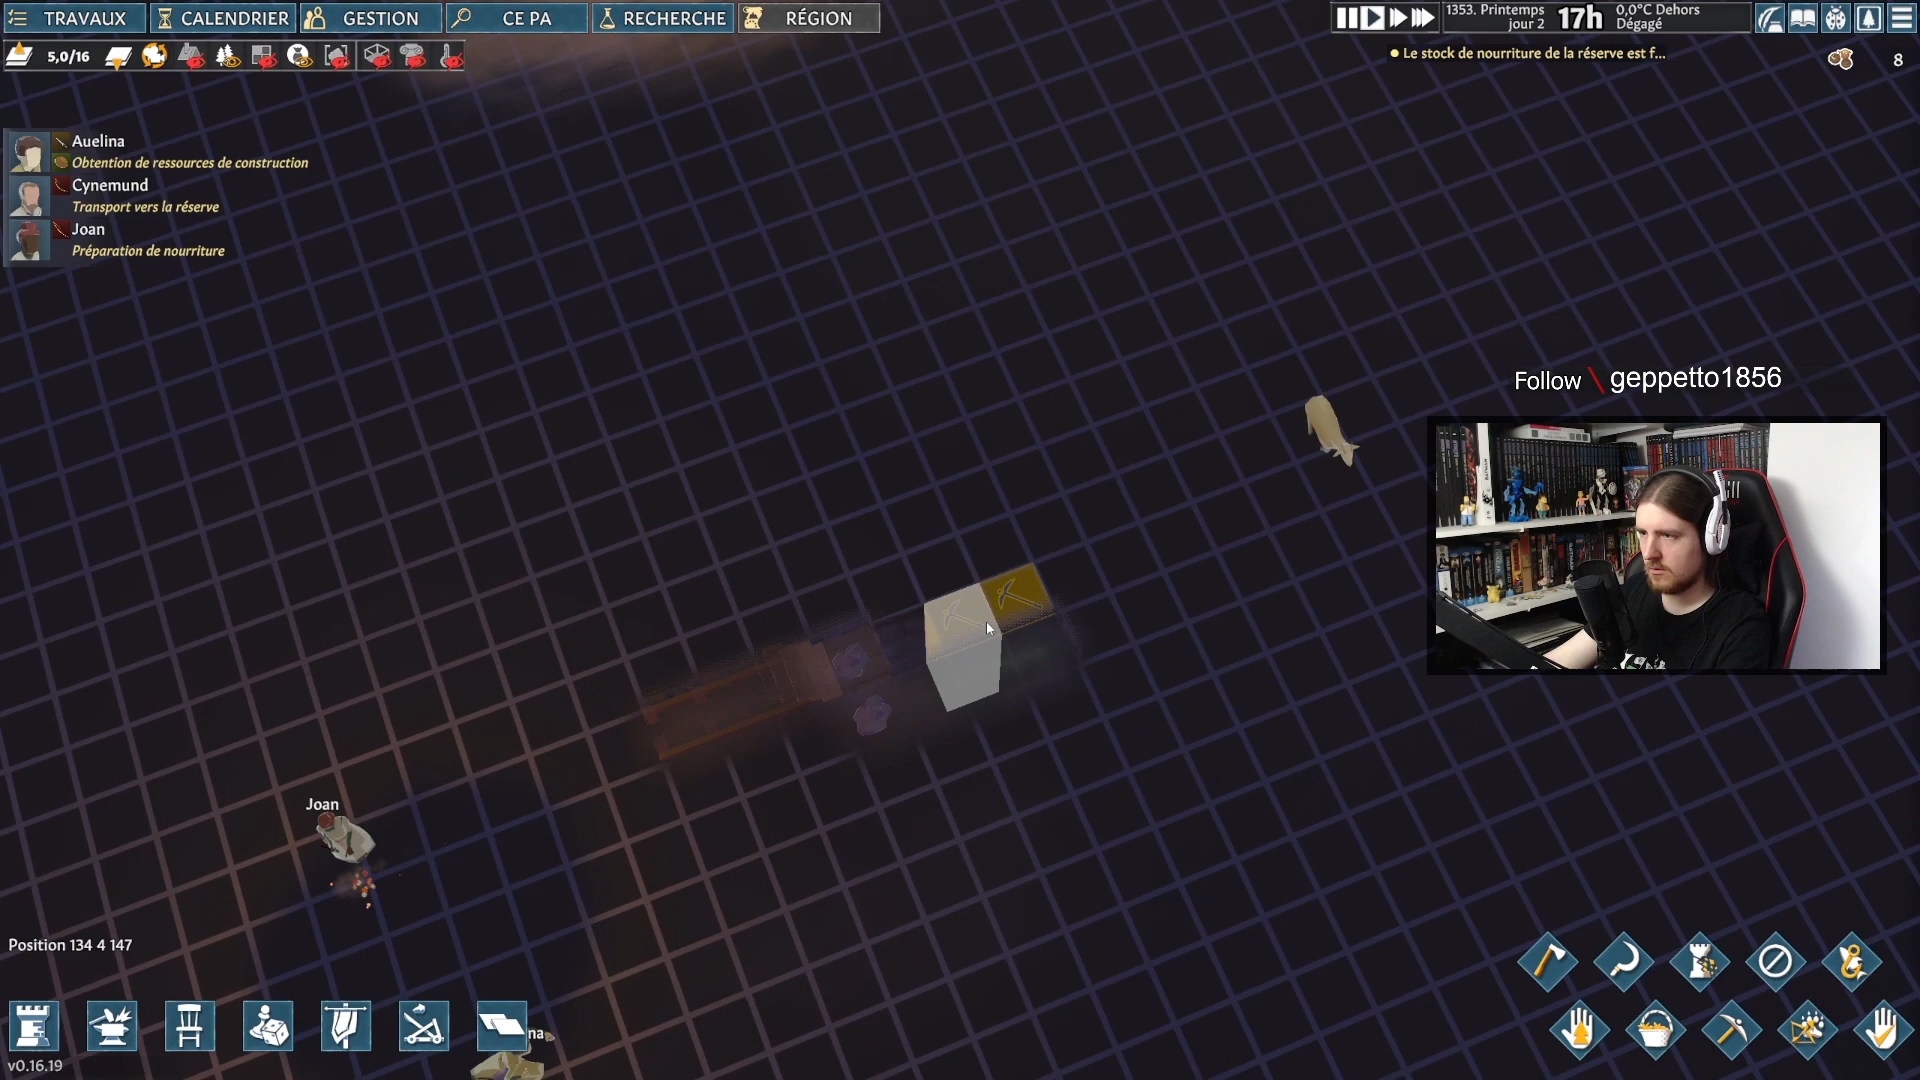 TRAVAUX
CALENDRIER
GESTION
CE PA
RECHERCHE
RÉGION
1353. Printemps
jour 2
17h
0,0°C Dehors
Dégagé
5,0/16
Le stock de nourriture de la réserve est f...
8
Auelina
Obtention de ressources de construction
Cynemund
Transport vers la réserve
Joan
Préparation de nourriture
Follow \ geppetto1856
Joan
Position 134 4 147
na
v0.16.19